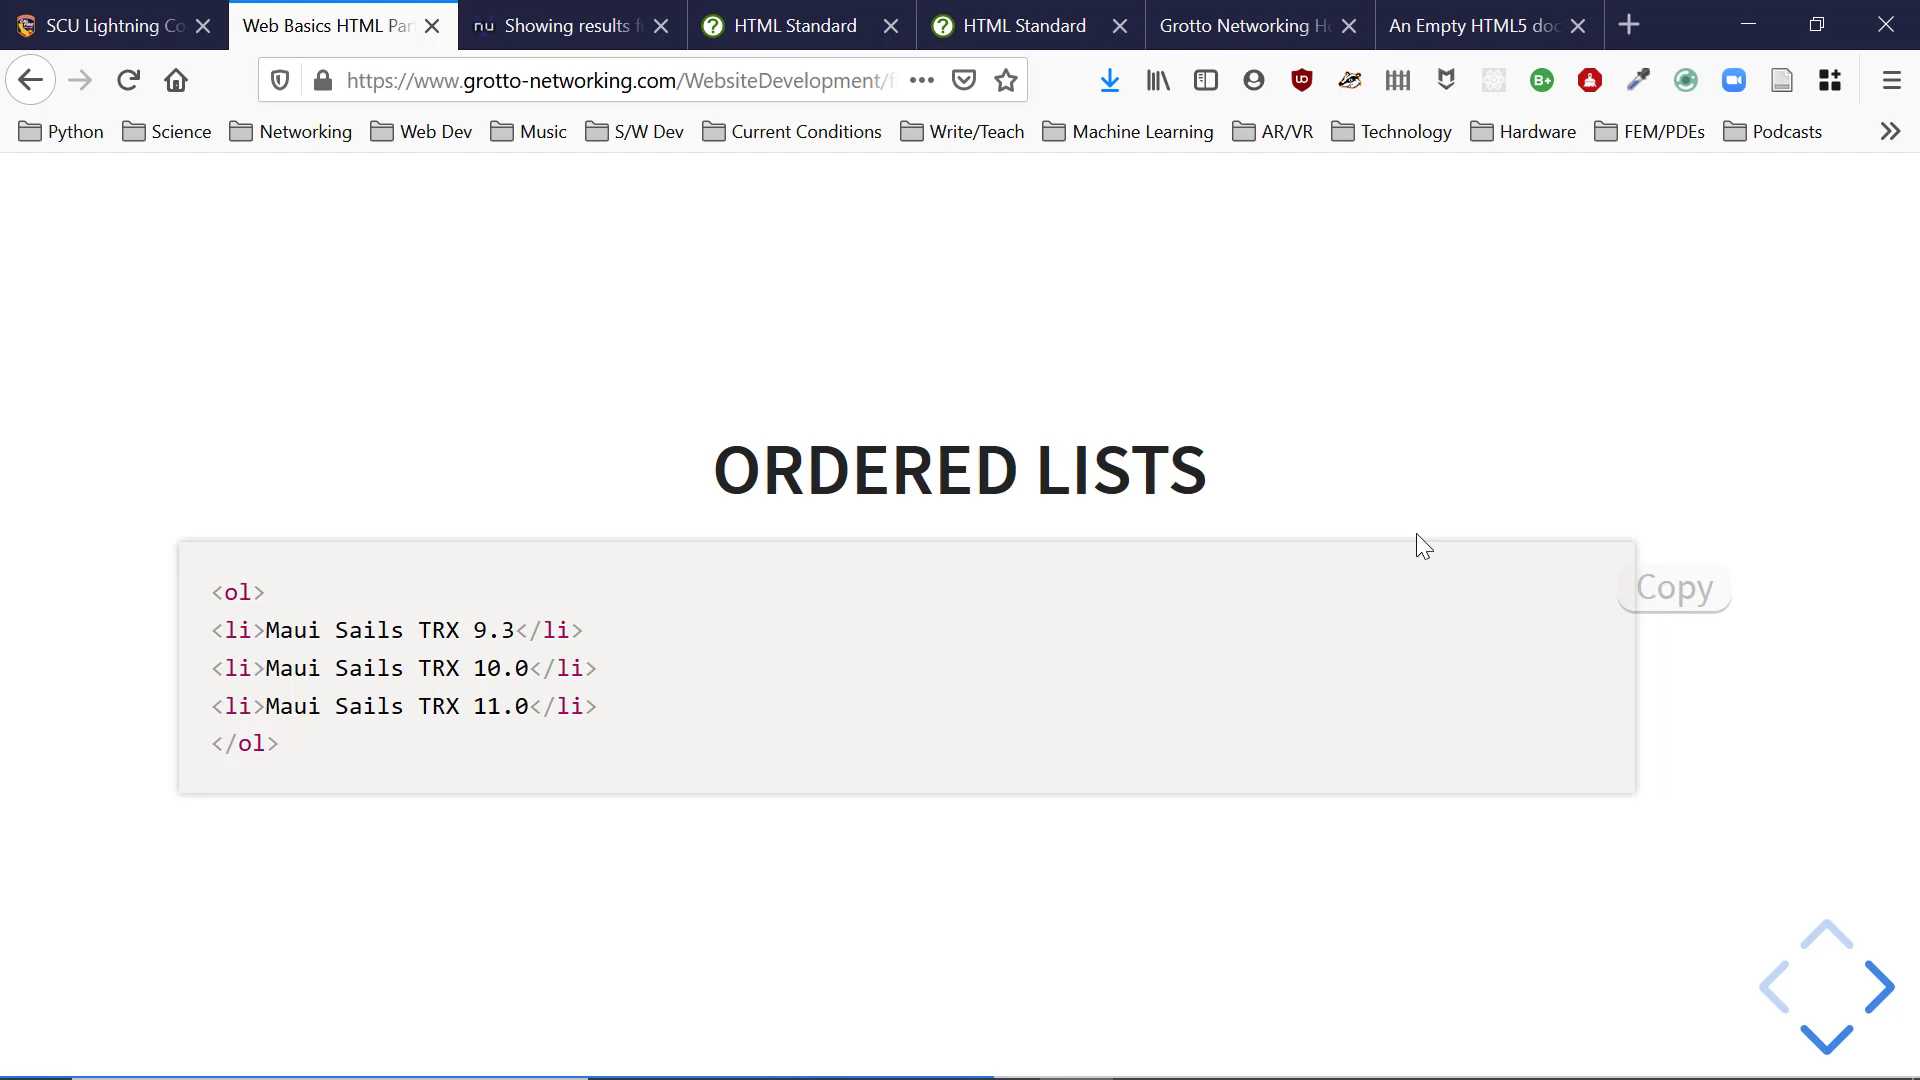 SCU Lightning Co
Web Basics HTML Par
Showing results f
HTML Standard
HTML Standard
Grotto Networking H
An Empty HTML5 doc
https://www.grotto-networking.com/WebsiteDevelopment/f
Python
Science
Networking
Web Dev
Music
S/W Dev
Current Conditions
Write/Teach
Machine Learning
AR/VR
Technology
Hardware
FEM/PDEs
Podcasts
ORDERED LISTS
Copy
<ol>
<li>Maui Sails TRX 9.3</li>
<li>Maui Sails TRX 10.0</li>
<li>Maui Sails TRX 11.0</li>
</ol>